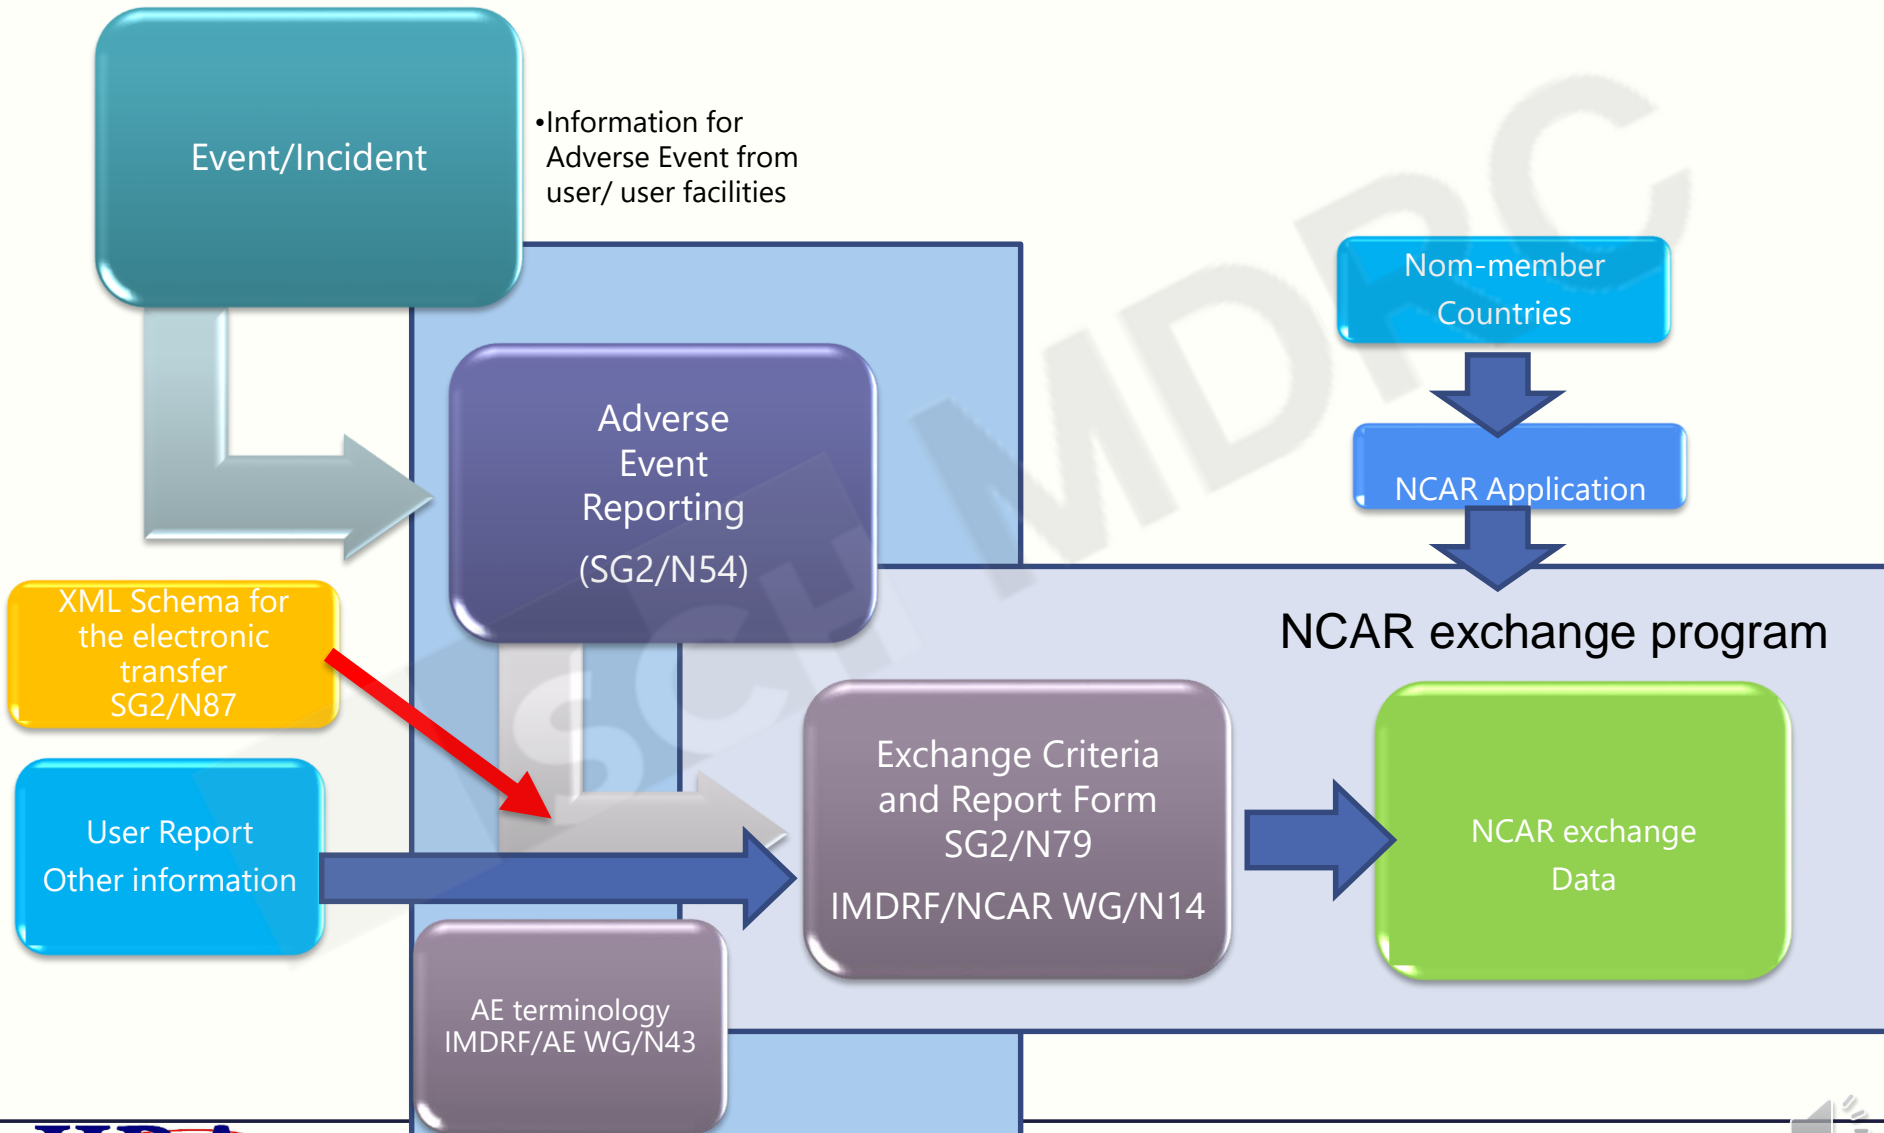 Event/Incident
•Information for
Adverse Event from
user/ user facilities
Nom-member
Countries
NCAR Application
Adverse
Event
Reporting
(SG2/N54)
XML Schema for
the electronic
transfer
SG2/N87
NCAR exchange program
User Report
Other information
Exchange Criteria
and Report Form
SG2/N79
IMDRF/NCAR WG/N14
NCAR exchange
Data
AE terminology
IMDRF/AE WG/N43
SCH MDRC